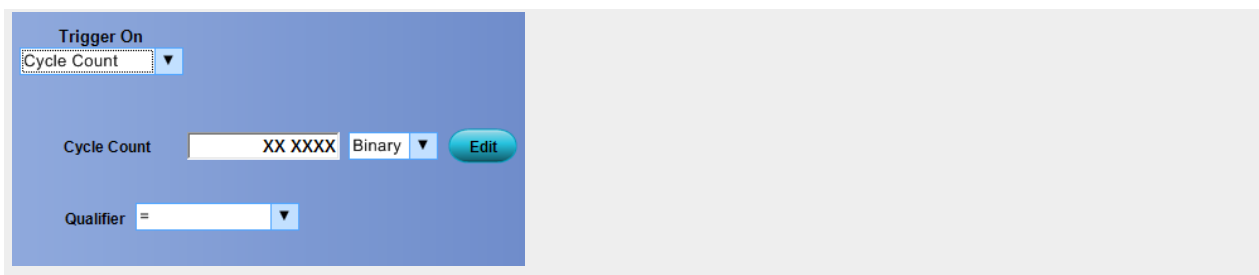 Trigger On
Cycle Count ▼
Cycle Count XX XXXX Binary ▼ Edit
Qualifier = ▼